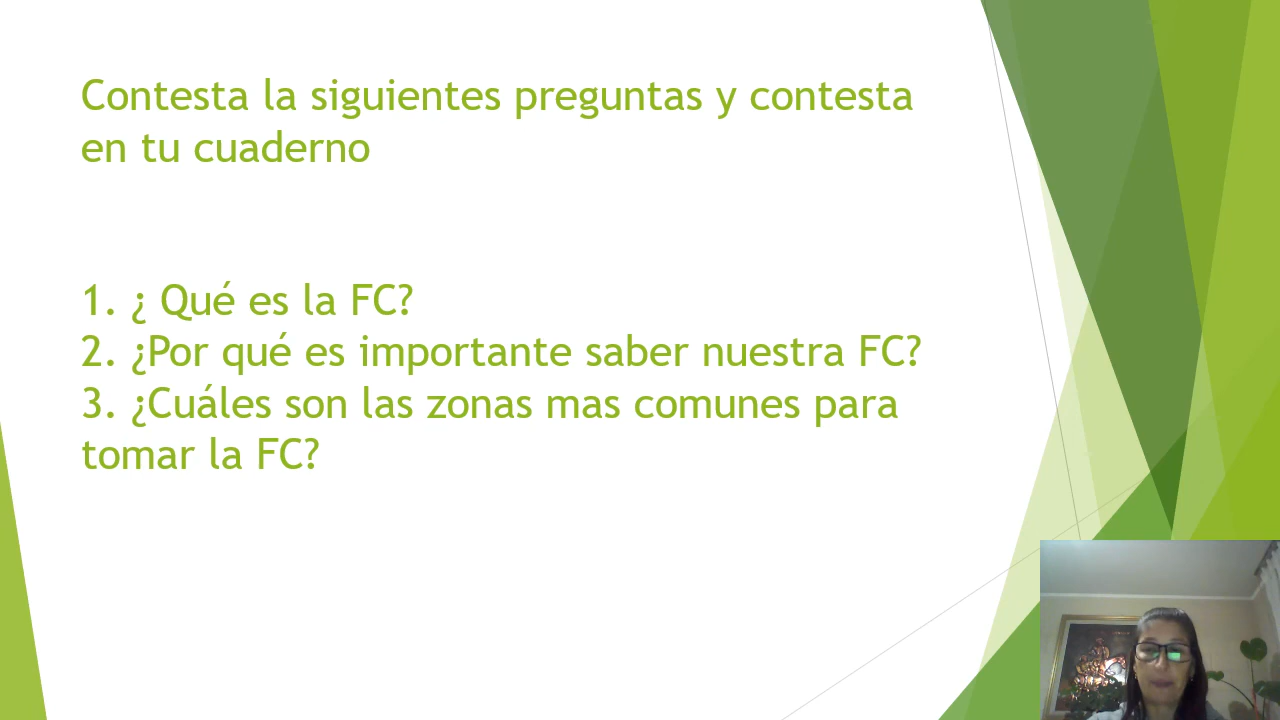 Contesta la siguientes preguntas y contesta
en tu cuaderno
1. ¿ Qué es la FC?
2. ¿Por qué es importante saber nuestra FC?
3. ¿Cuáles son las zonas mas comunes para
tomar la FC?